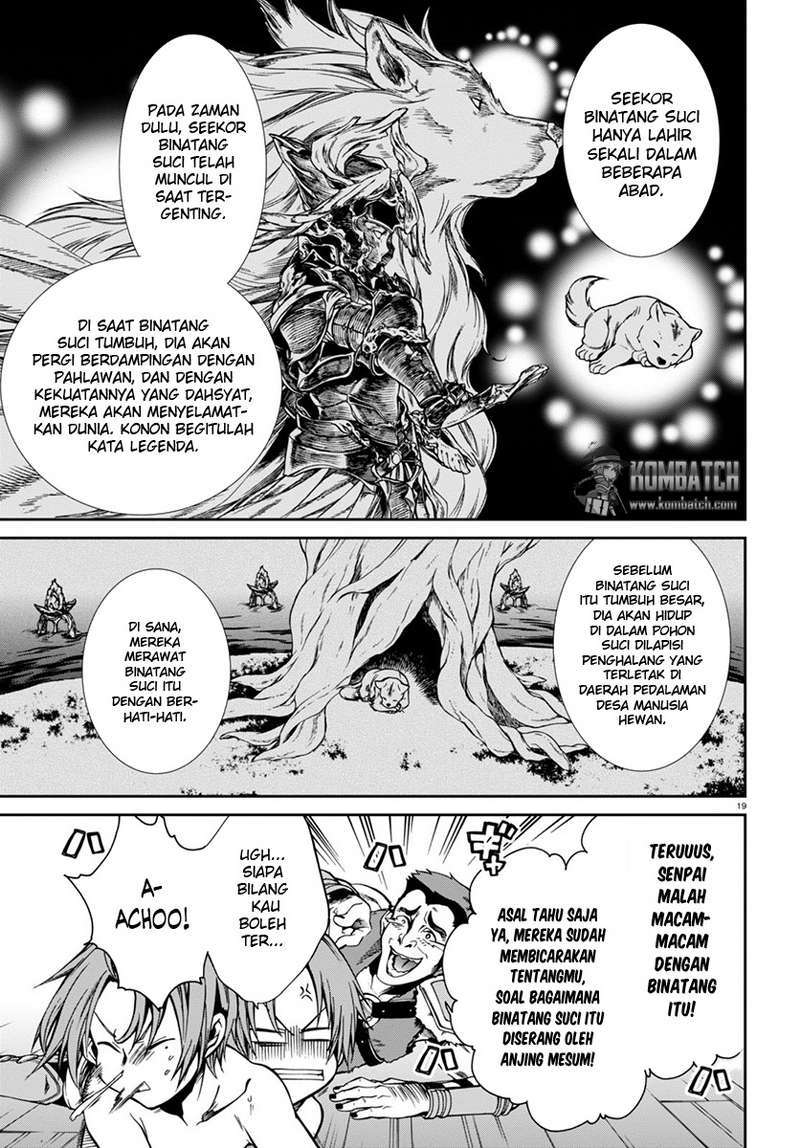 SEEKOR
BINATANG SUCI
HANYA LAHIR
SEKALI DALAM
BEBERAPA
ABAD.
PADA ZAMAN
DULU, SEEKOR
BINATANG
SUCI TELAH
MUNCUL DI
SAAT TER-
GENTING.
DI SAAT BINATANG
SUCI TUMBUH, DIA AKAN
PERGI BERDAMPINGAN DENGAN
PAHLAWAN, DAN DENGAN
KEKUATANNYA YANG DAHSYAT,
MEREKA AKAN MENYELAMAT-
KAN DUNIA. KONON BEGITULAH
KATA LEGENDA.
KOMBATCH
www.kombatch.com
SEBELUM
BINATANG SUCI
ITU TUMBUH BESAR,
DIA AKAN HIDUP
DI DALAM POHON
SUCI DILAPISI
PENGHALANG YANG
TERLETAK DI
DAERAH PEDALAMAN
DESA MANUSIA
HEWAN.
DI SANA,
MEREKA
MERAWAT
BINATANG
SUCI ITU
DENGAN BER-
HATI-HATI.
19
TERUUUS,
SENPAI
MALAH
MACAM-
MACAM
DENGAN
BINATANG
ITU!
ASAL TAHU SAJA
YA, MEREKA SUDAH
MEMBICARAKAN
TENTANGMU,
SOAL BAGAIMANA
BINATANG SUCI ITU
DISERANG OLEH
ANJING MESUM!
UGH...
SIAPA
BILANG
KAU
BOLEH
TER...
A-
ACHOO!